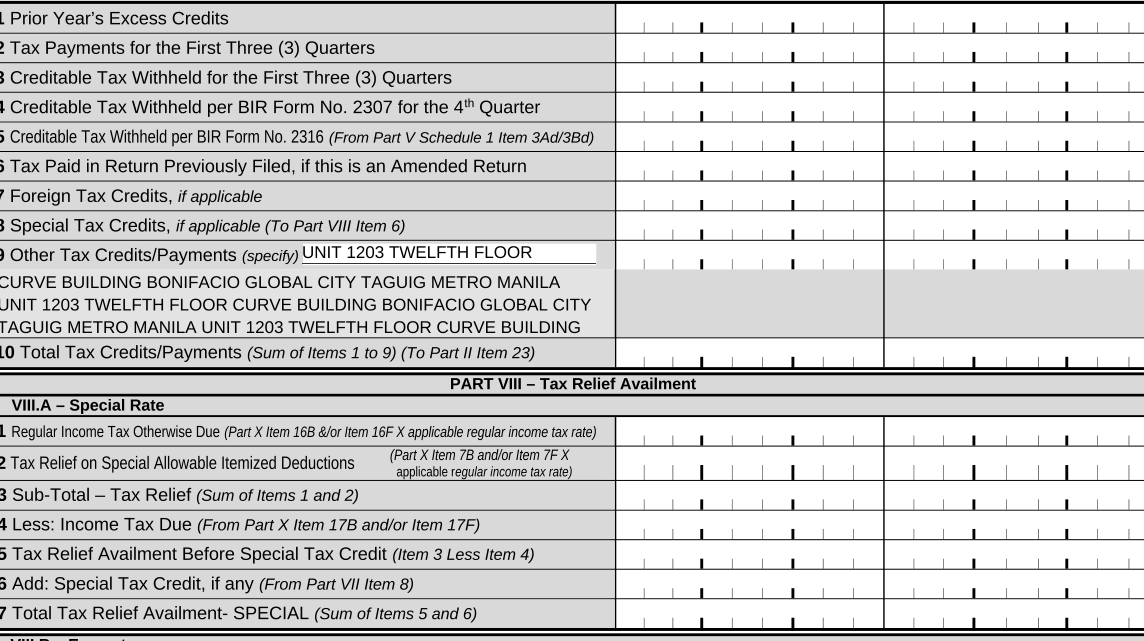 1 Prior Year’s Excess Credits
2 Tax Payments for the First Three (3) Quarters
3 Creditable Tax Withheld for the First Three (3) Quarters
4 Creditable Tax Withheld per BIR Form No. 2307 for the 4th Quarter
5 Creditable Tax Withheld per BIR Form No. 2316 (From Part V Schedule 1 Item 3Ad/3Bd)
6 Tax Paid in Return Previously Filed, if this is an Amended Return
7 Foreign Tax Credits, if applicable
8 Special Tax Credits, if applicable (To Part VIII Item 6)
9 Other Tax Credits/Payments (specify) UNIT 1203 TWELFTH FLOOR
CURVE BUILDING BONIFACIO GLOBAL CITY TAGUIG METRO MANILA
UNIT 1203 TWELFTH FLOOR CURVE BUILDING BONIFACIO GLOBAL CITY
TAGUIG METRO MANILA UNIT 1203 TWELFTH FLOOR CURVE BUILDING
10 Total Tax Credits/Payments (Sum of Items 1 to 9) (To Part II Item 23)
PART VIII – Tax Relief Availment
VIII.A – Special Rate
1 Regular Income Tax Otherwise Due (Part X Item 16B &/or Item 16F X applicable regular income tax rate)
2 Tax Relief on Special Allowable Itemized Deductions (Part X Item 7B and/or Item 7F X
applicable regular income tax rate)
3 Sub-Total – Tax Relief (Sum of Items 1 and 2)
4 Less: Income Tax Due (From Part X Item 17B and/or Item 17F)
5 Tax Relief Availment Before Special Tax Credit (Item 3 Less Item 4)
6 Add: Special Tax Credit, if any (From Part VII Item 8)
7 Total Tax Relief Availment- SPECIAL (Sum of Items 5 and 6)